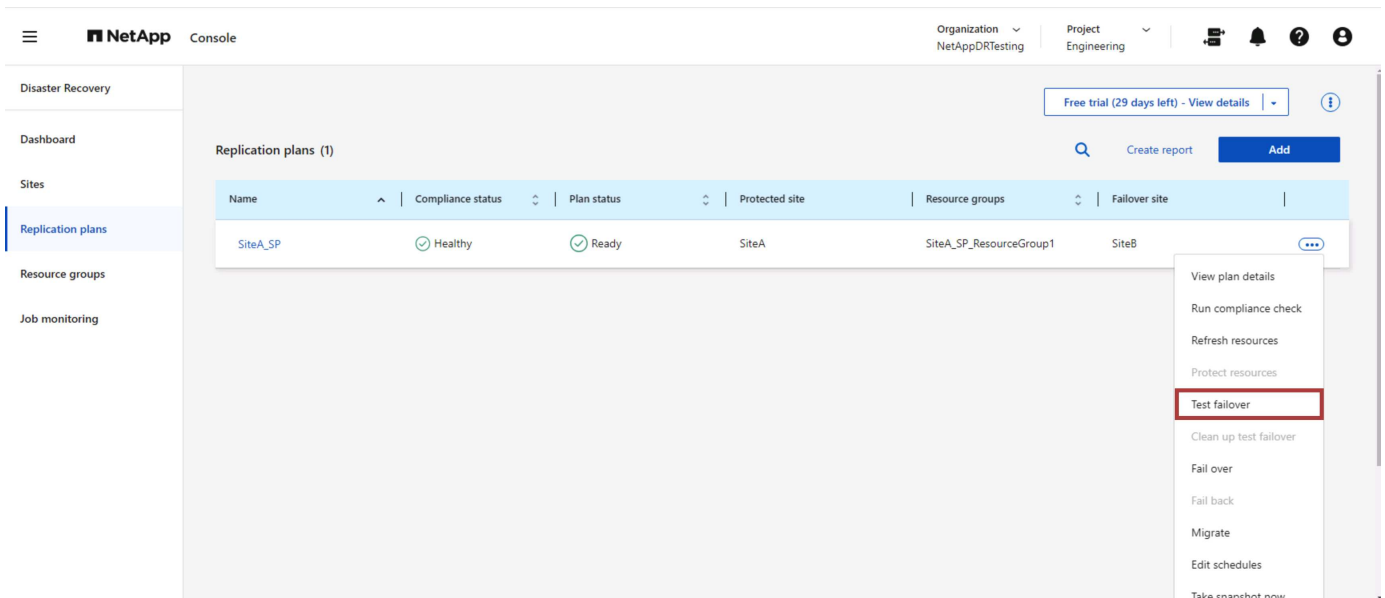 NetApp Console
Organization
NetAppDRTesting
Project
Engineering
Disaster Recovery
Dashboard
Sites
Replication plans
Resource groups
Job monitoring
Free trial (29 days left) - View details
Replication plans (1)
Create report
Add
Name
Compliance status
Plan status
Protected site
Resource groups
Failover site
SiteA_SP
Healthy
Ready
SiteA
SiteA_SP_ResourceGroup1
SiteB
View plan details
Run compliance check
Refresh resources
Protect resources
Test failover
Clean up test failover
Fail over
Fail back
Migrate
Edit schedules
Take snapshot now